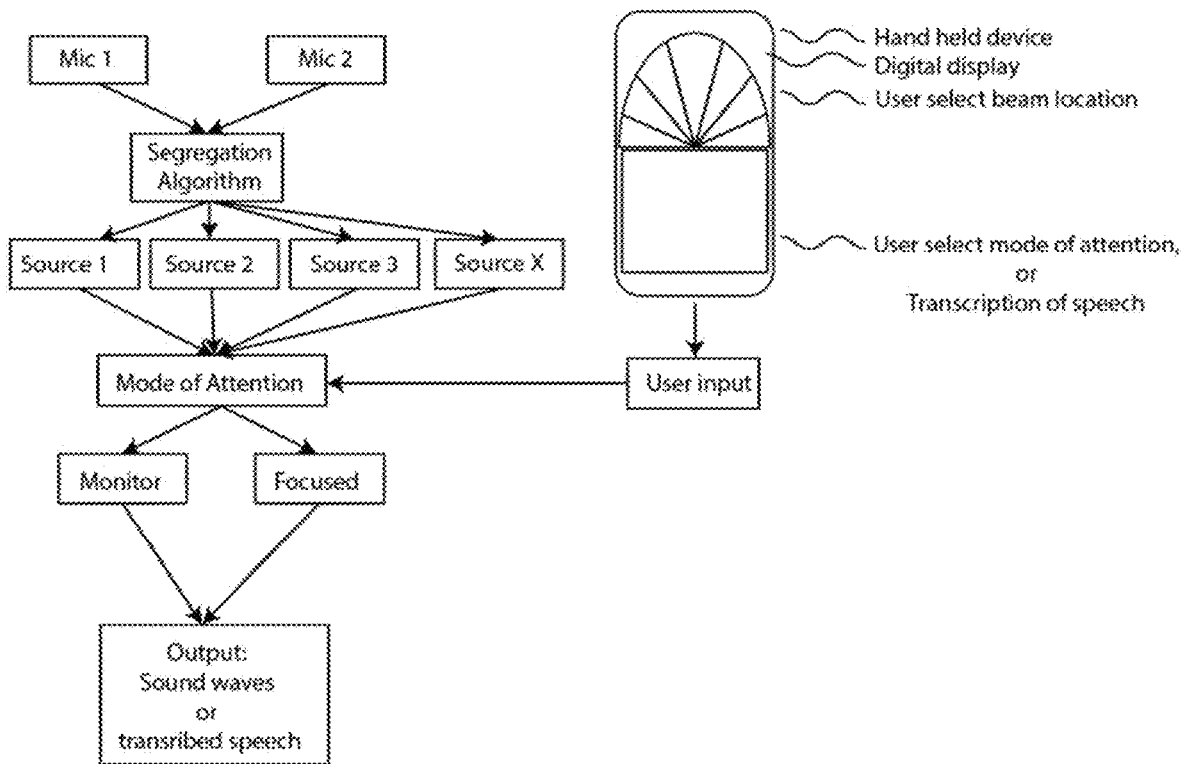 Mic 1
Mic 2
Hand held device
Digital display
User select beam location
Segregation
Algorithm
Source 1
Source 2
Source 3
Source X
User select mode of attention,
or
Transcription of speech
Mode of Attention
User input
Monitor
Focused
Output:
Sound waves
or
transribed speech